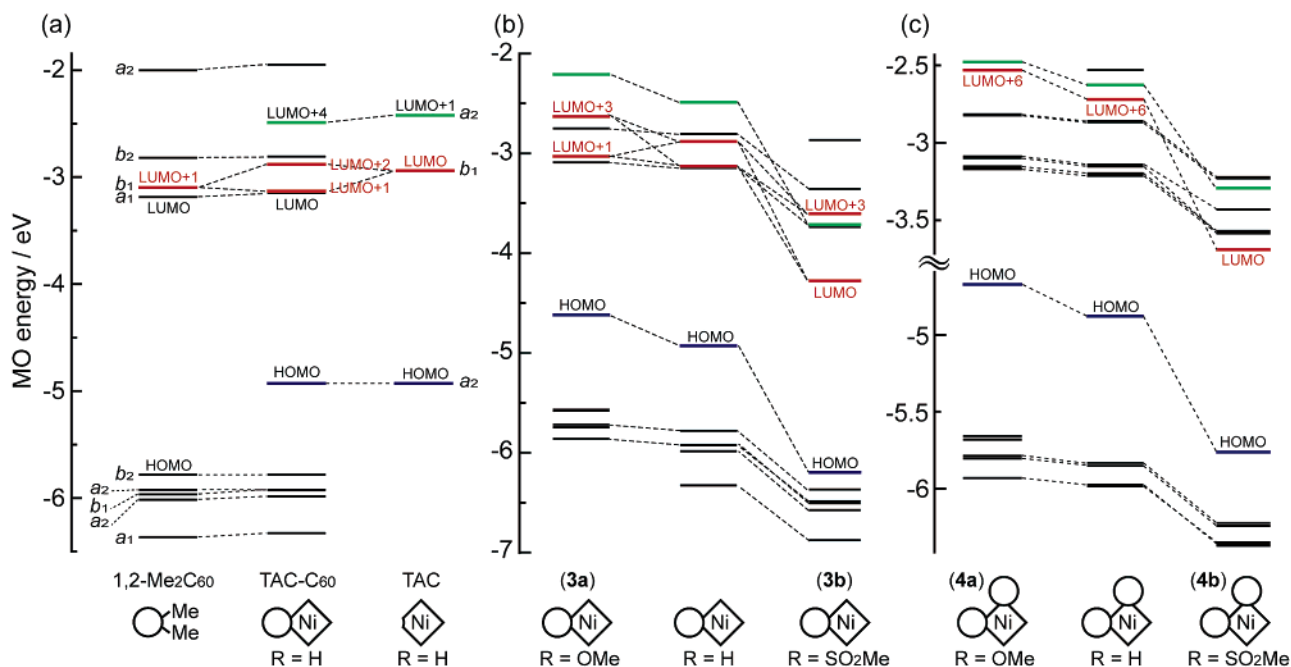 (a)
(b)
(c)
MO energy / eV
-2
-3
-4
-5
-6
a₂
b₂
b₁
a₁
LUMO+1
LUMO
HOMO
b₂
a₂
b₁
a₂
a₁
LUMO+4
LUMO+2
LUMO+1
LUMO
HOMO
LUMO+1
a₂
LUMO
b₁
HOMO
a₂
1,2-Me₂C₆₀
TAC-C₆₀
TAC
Me
Me
Ni
R = H
Ni
R = H
-2
-3
-4
-5
-6
-7
LUMO+3
LUMO+1
HOMO
HOMO
LUMO+3
LUMO
HOMO
(3a)
(3b)
Ni
Ni
Ni
R = OMe
R = H
R = SO₂Me
-2.5
-3
-3.5
-5
-5.5
-6
LUMO+6
LUMO+6
HOMO
HOMO
LUMO
HOMO
(4a)
(4b)
Ni
Ni
Ni
R = OMe
R = H
R = SO₂Me